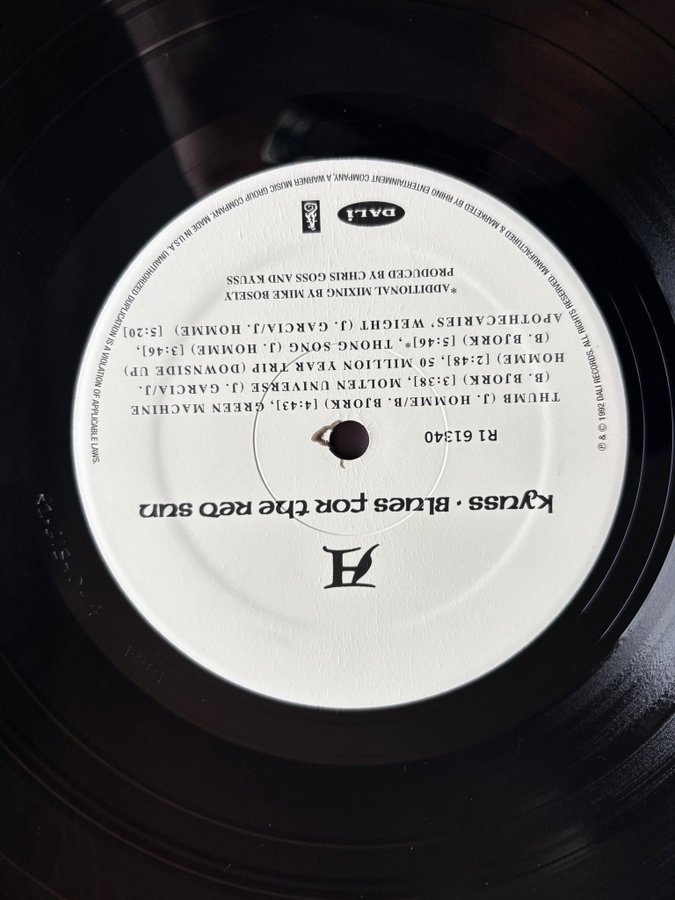 A
Kyuss · Blues for the Red Sun
R1 61340
THUMB (J. HOMME/B. BJORK) [4:43], GREEN MACHINE
(B. BJORK) [3:38], MOLTEN UNIVERSE (J. GARCIA/J.
HOMME) [2:48] 50 MILLION YEAR TRIP (DOWNSIDE UP)
(B. BJORK) [5:46]*, THONG SONG (J. HOMME) [3:46],
APOTHECARIES' WEIGHT (J. GARCIA/J. HOMME) [5:20]
*ADDITIONAL MIXING BY MIKE BOSELY
PRODUCED BY CHRIS GOSS AND KYUSS
DALI
℗ & © 1992 DALI RECORDS. ALL RIGHTS RESERVED. MANUFACTURED & MARKETED BY RHINO ENTERTAINMENT COMPANY, A WARNER MUSIC GROUP COMPANY. MADE IN U.S.A. UNAUTHORIZED DUPLICATION IS A VIOLATION OF APPLICABLE LAWS.